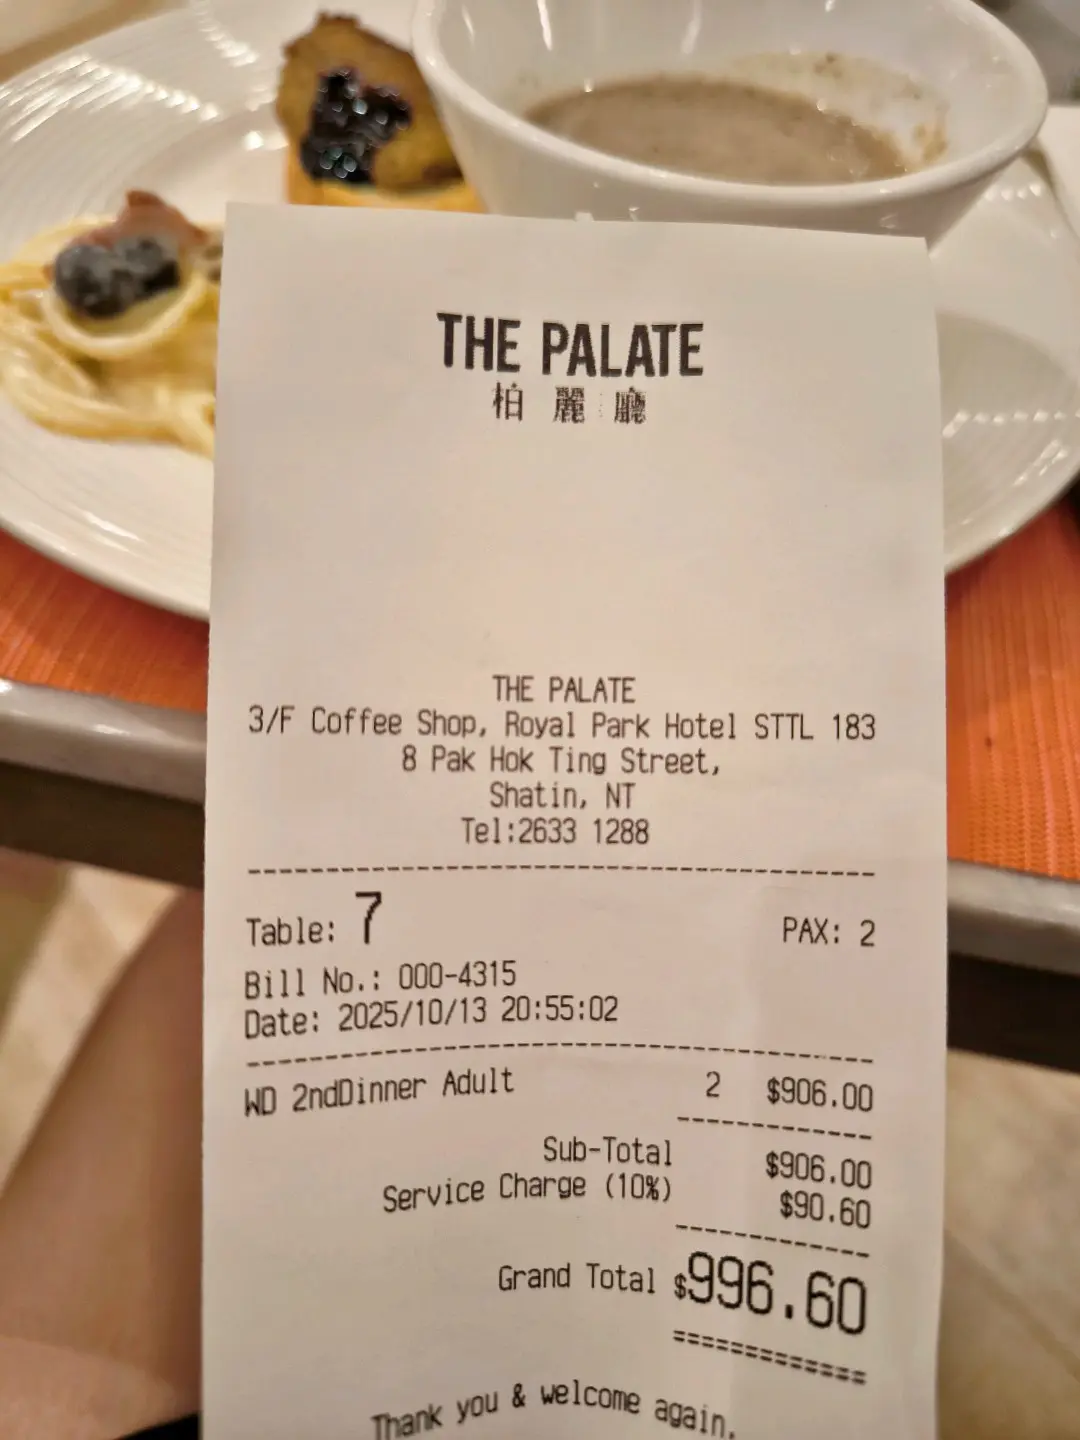 THE PALATE
柏麗廳
THE PALATE
3/F Coffee Shop, Royal Park Hotel STTL 183
8 Pak Hok Ting Street,
Shatin, NT
Tel:2633 1288
Table: 7 PAX: 2
Bill No.: 000-4315
Date: 2025/10/13 20:55:02
WD 2ndDinner Adult 2 $906.00
Sub-Total $906.00
Service Charge (10%) $90.60
Grand Total $996.60
Thank you & welcome again.